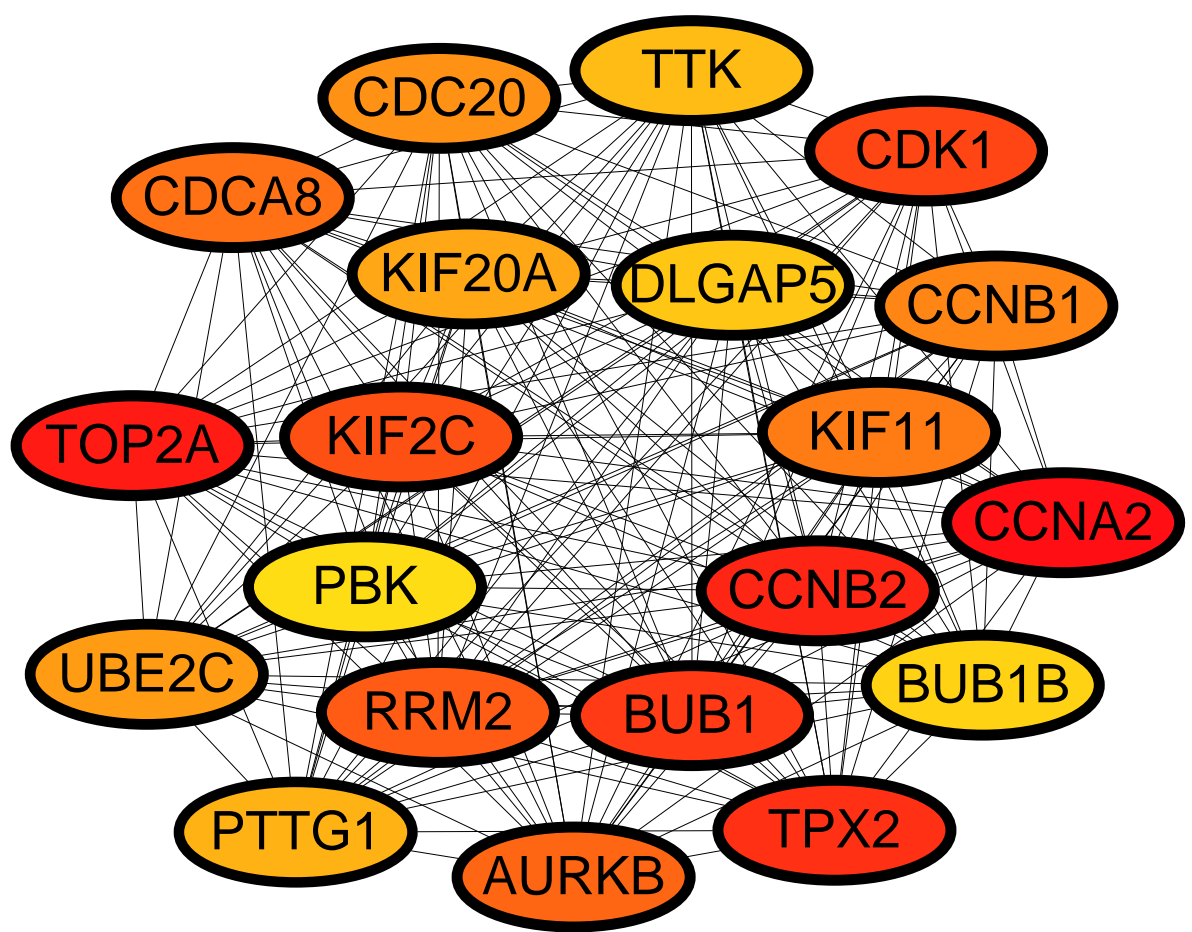 TTK
CDC20
CDK1
CDCA8
KIF20A
DLGAP5
CCNB1
TOP2A
KIF2C
KIF11
CCNA2
PBK
CCNB2
UBE2C
BUB1B
RRM2
BUB1
PTTG1
TPX2
AURKB